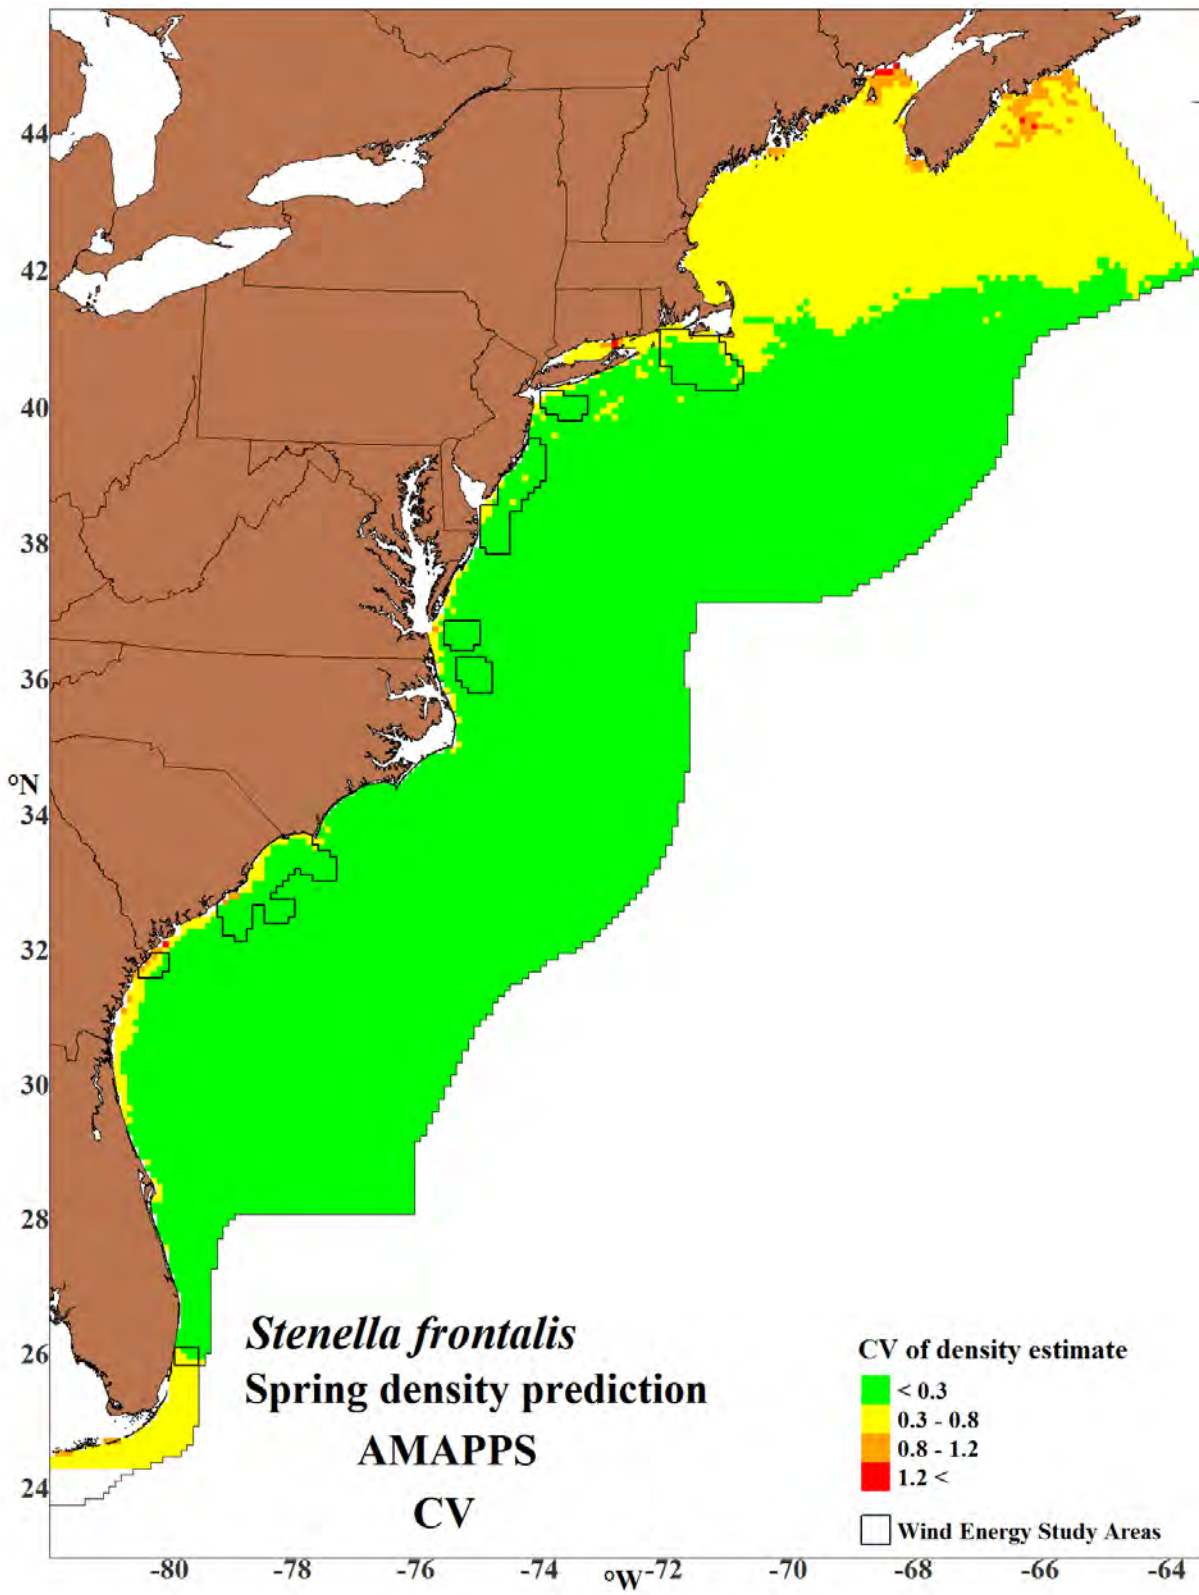 44
42
40
38
36
°N
34
32
30
28
26
24
Stenella frontalis
Spring density prediction
AMAPPS
CV
CV of density estimate
< 0.3
0.3 - 0.8
0.8 - 1.2
1.2 <
Wind Energy Study Areas
-80 -78 -76 -74 -72 -70 -68 -66 -64
°W